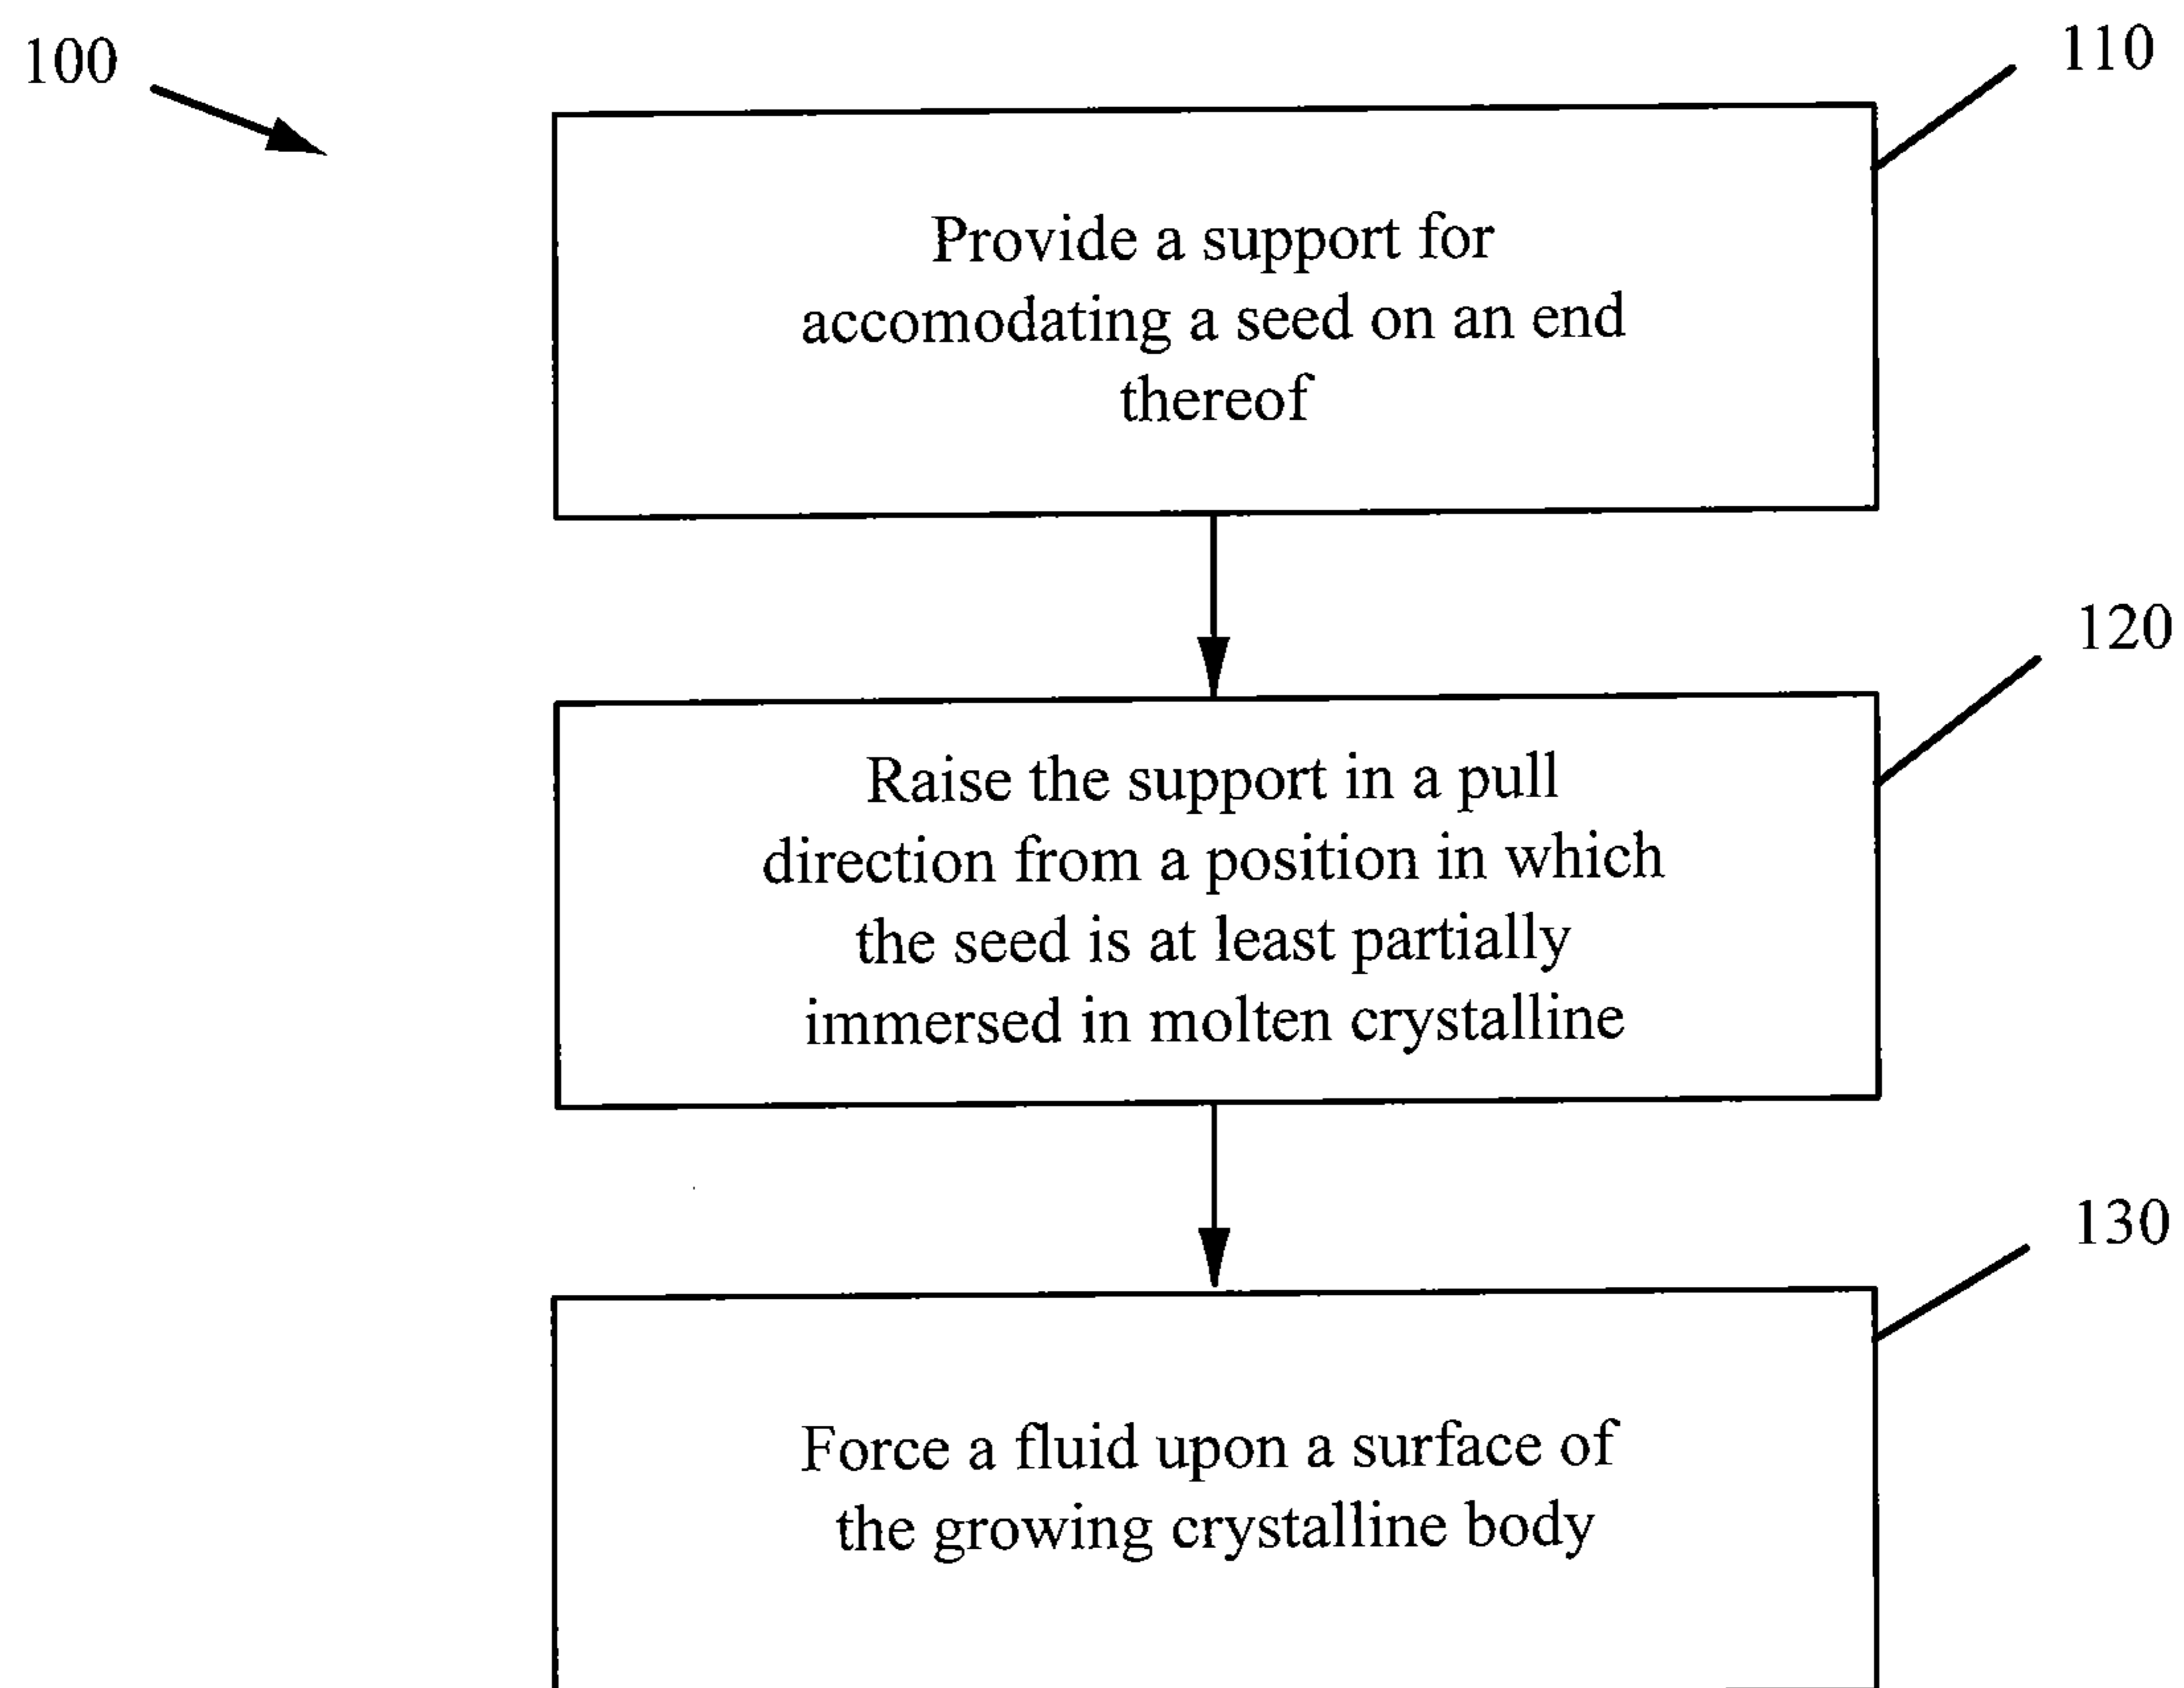 100
110
Provide a support for
accomodating a seed on an end
thereof
120
Raise the support in a pull
direction from a position in which
the seed is at least partially
immersed in molten crystalline
130
Force a fluid upon a surface of
the growing crystalline body